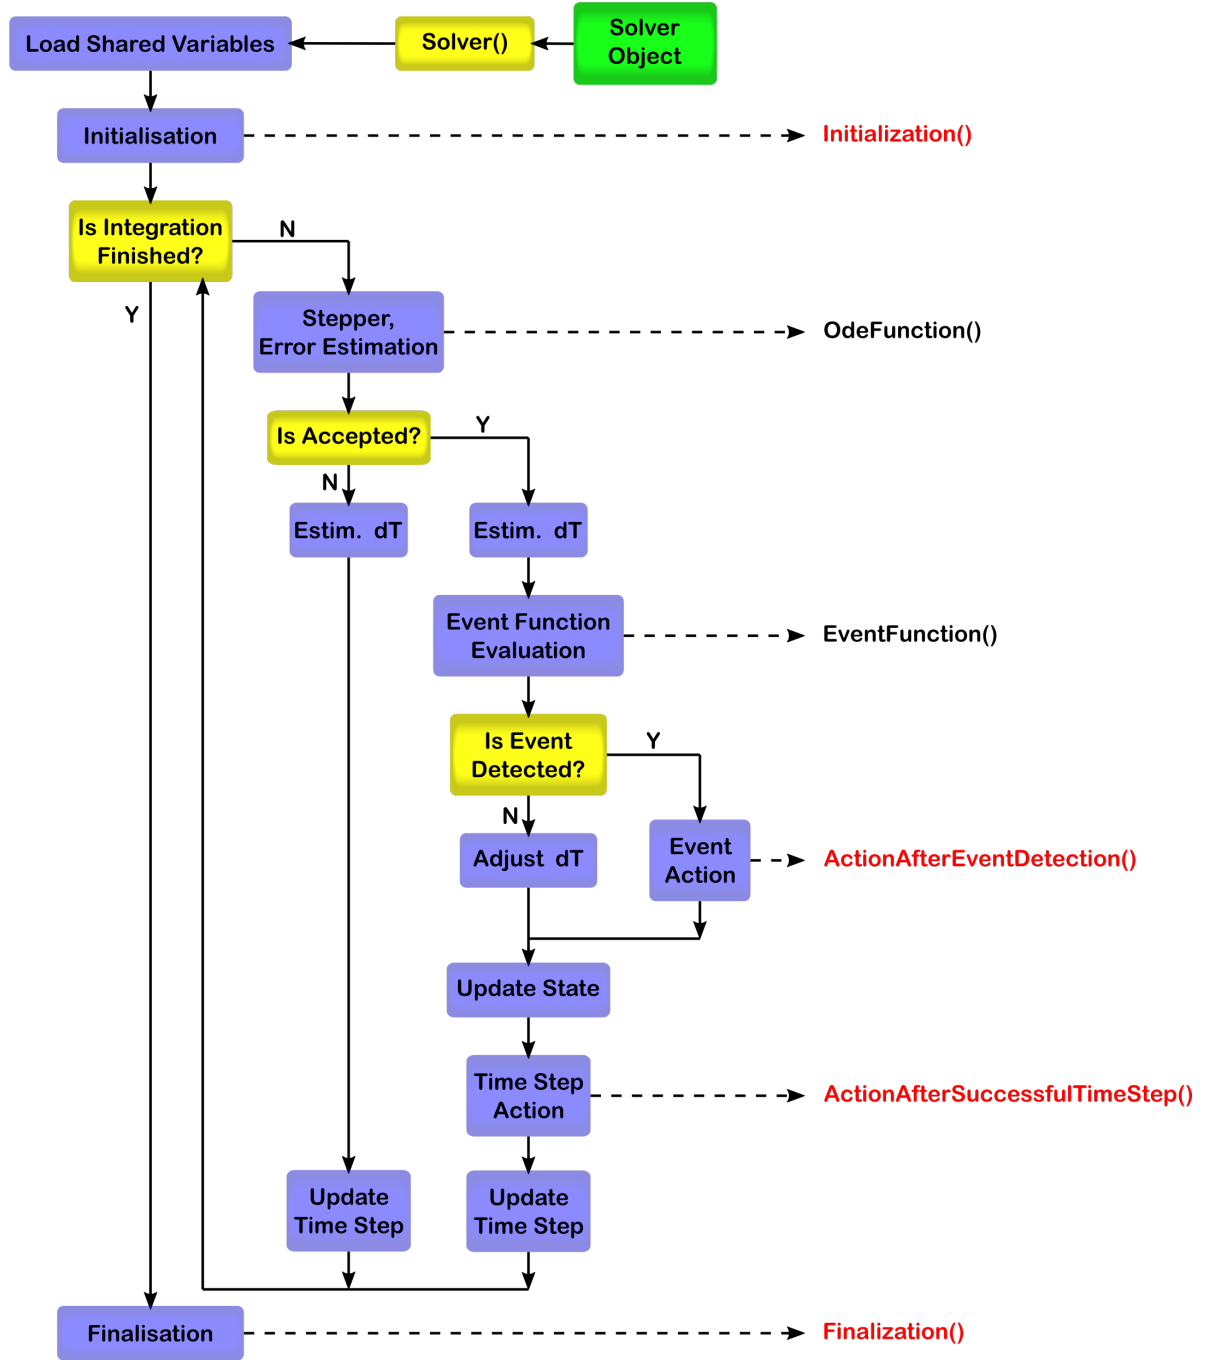 Load Shared Variables
Solver()
Solver
Object
Initialisation
Initialization()
Is Integration
Finished?
N
Y
Stepper,
Error Estimation
OdeFunction()
Is Accepted?
Y
N
Estim. dT
Estim. dT
Event Function
Evaluation
EventFunction()
Is Event
Detected?
Y
N
Adjust dT
Event
Action
ActionAfterEventDetection()
Update State
Time Step
Action
ActionAfterSuccessfulTimeStep()
Update
Time Step
Update
Time Step
Finalisation
Finalization()